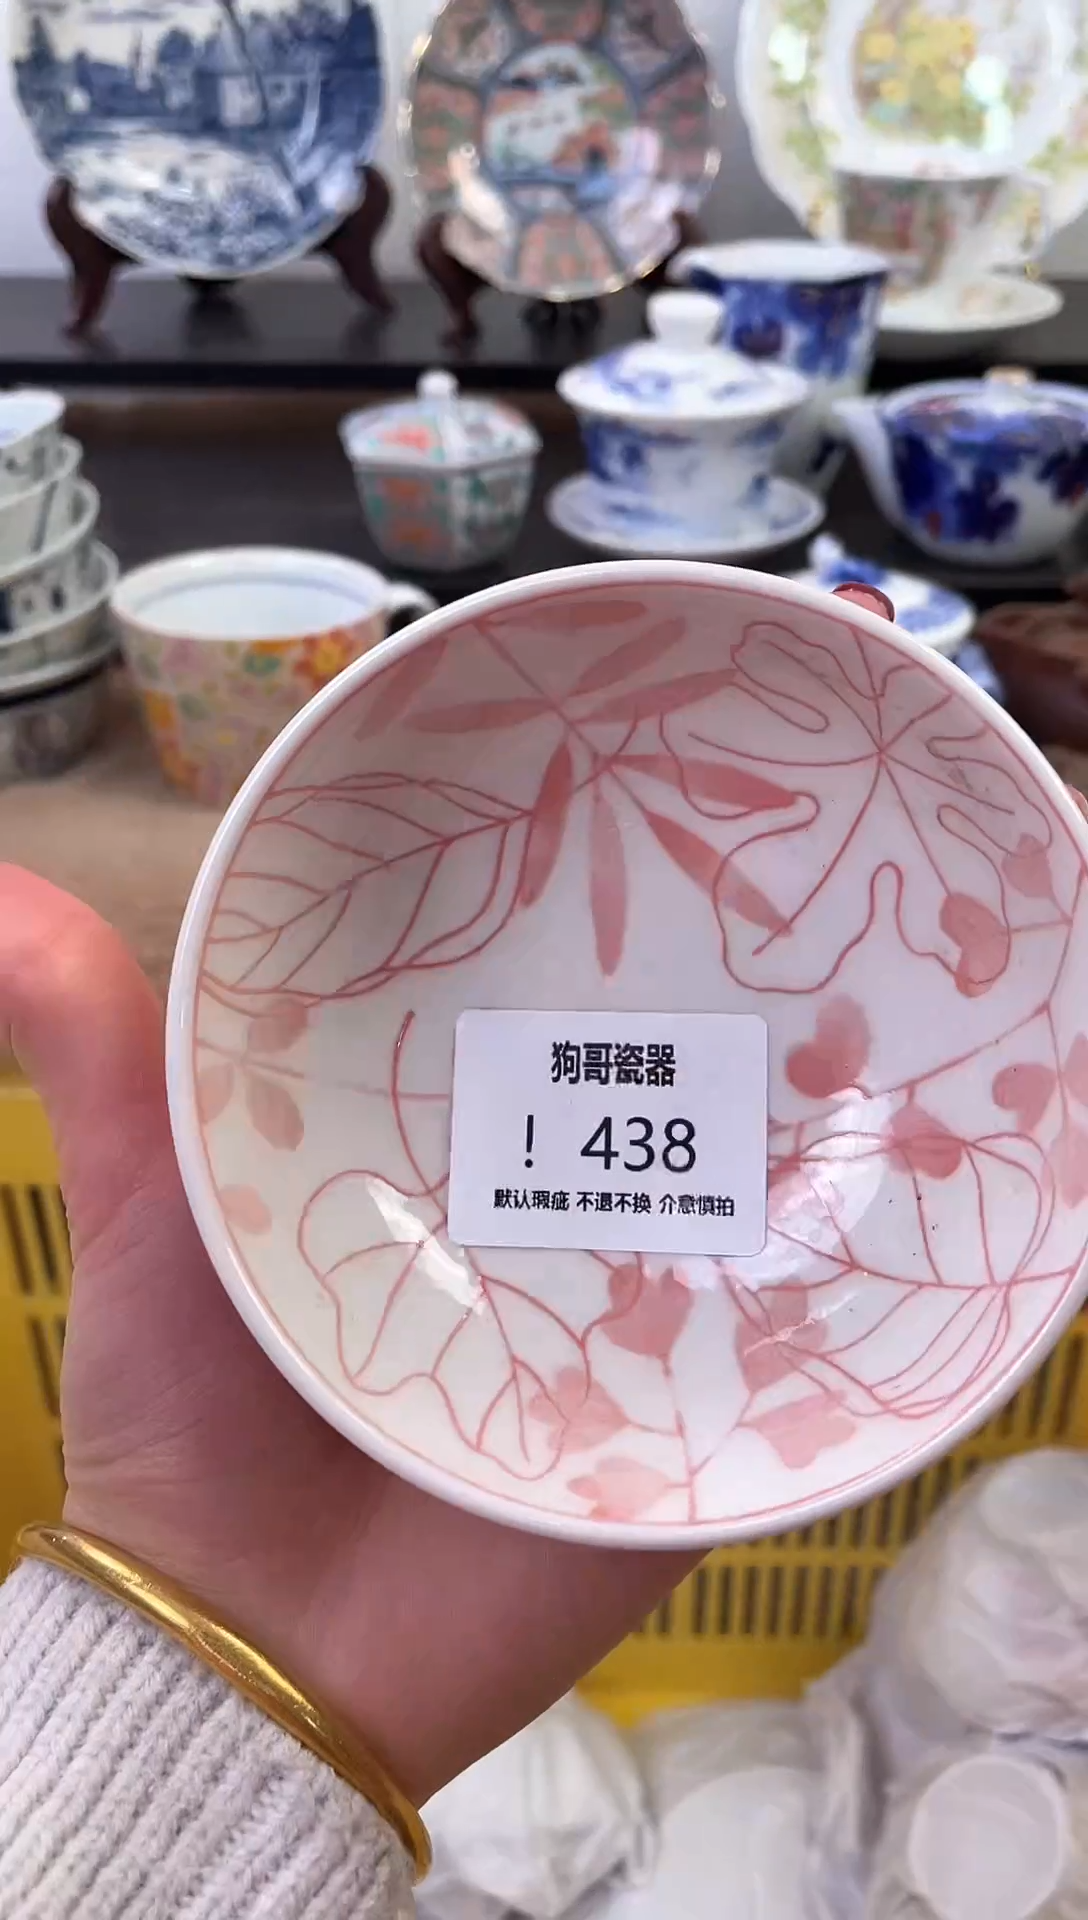 狗哥瓷器
！ 438
默认瑕疵 不退不换 介意慎拍